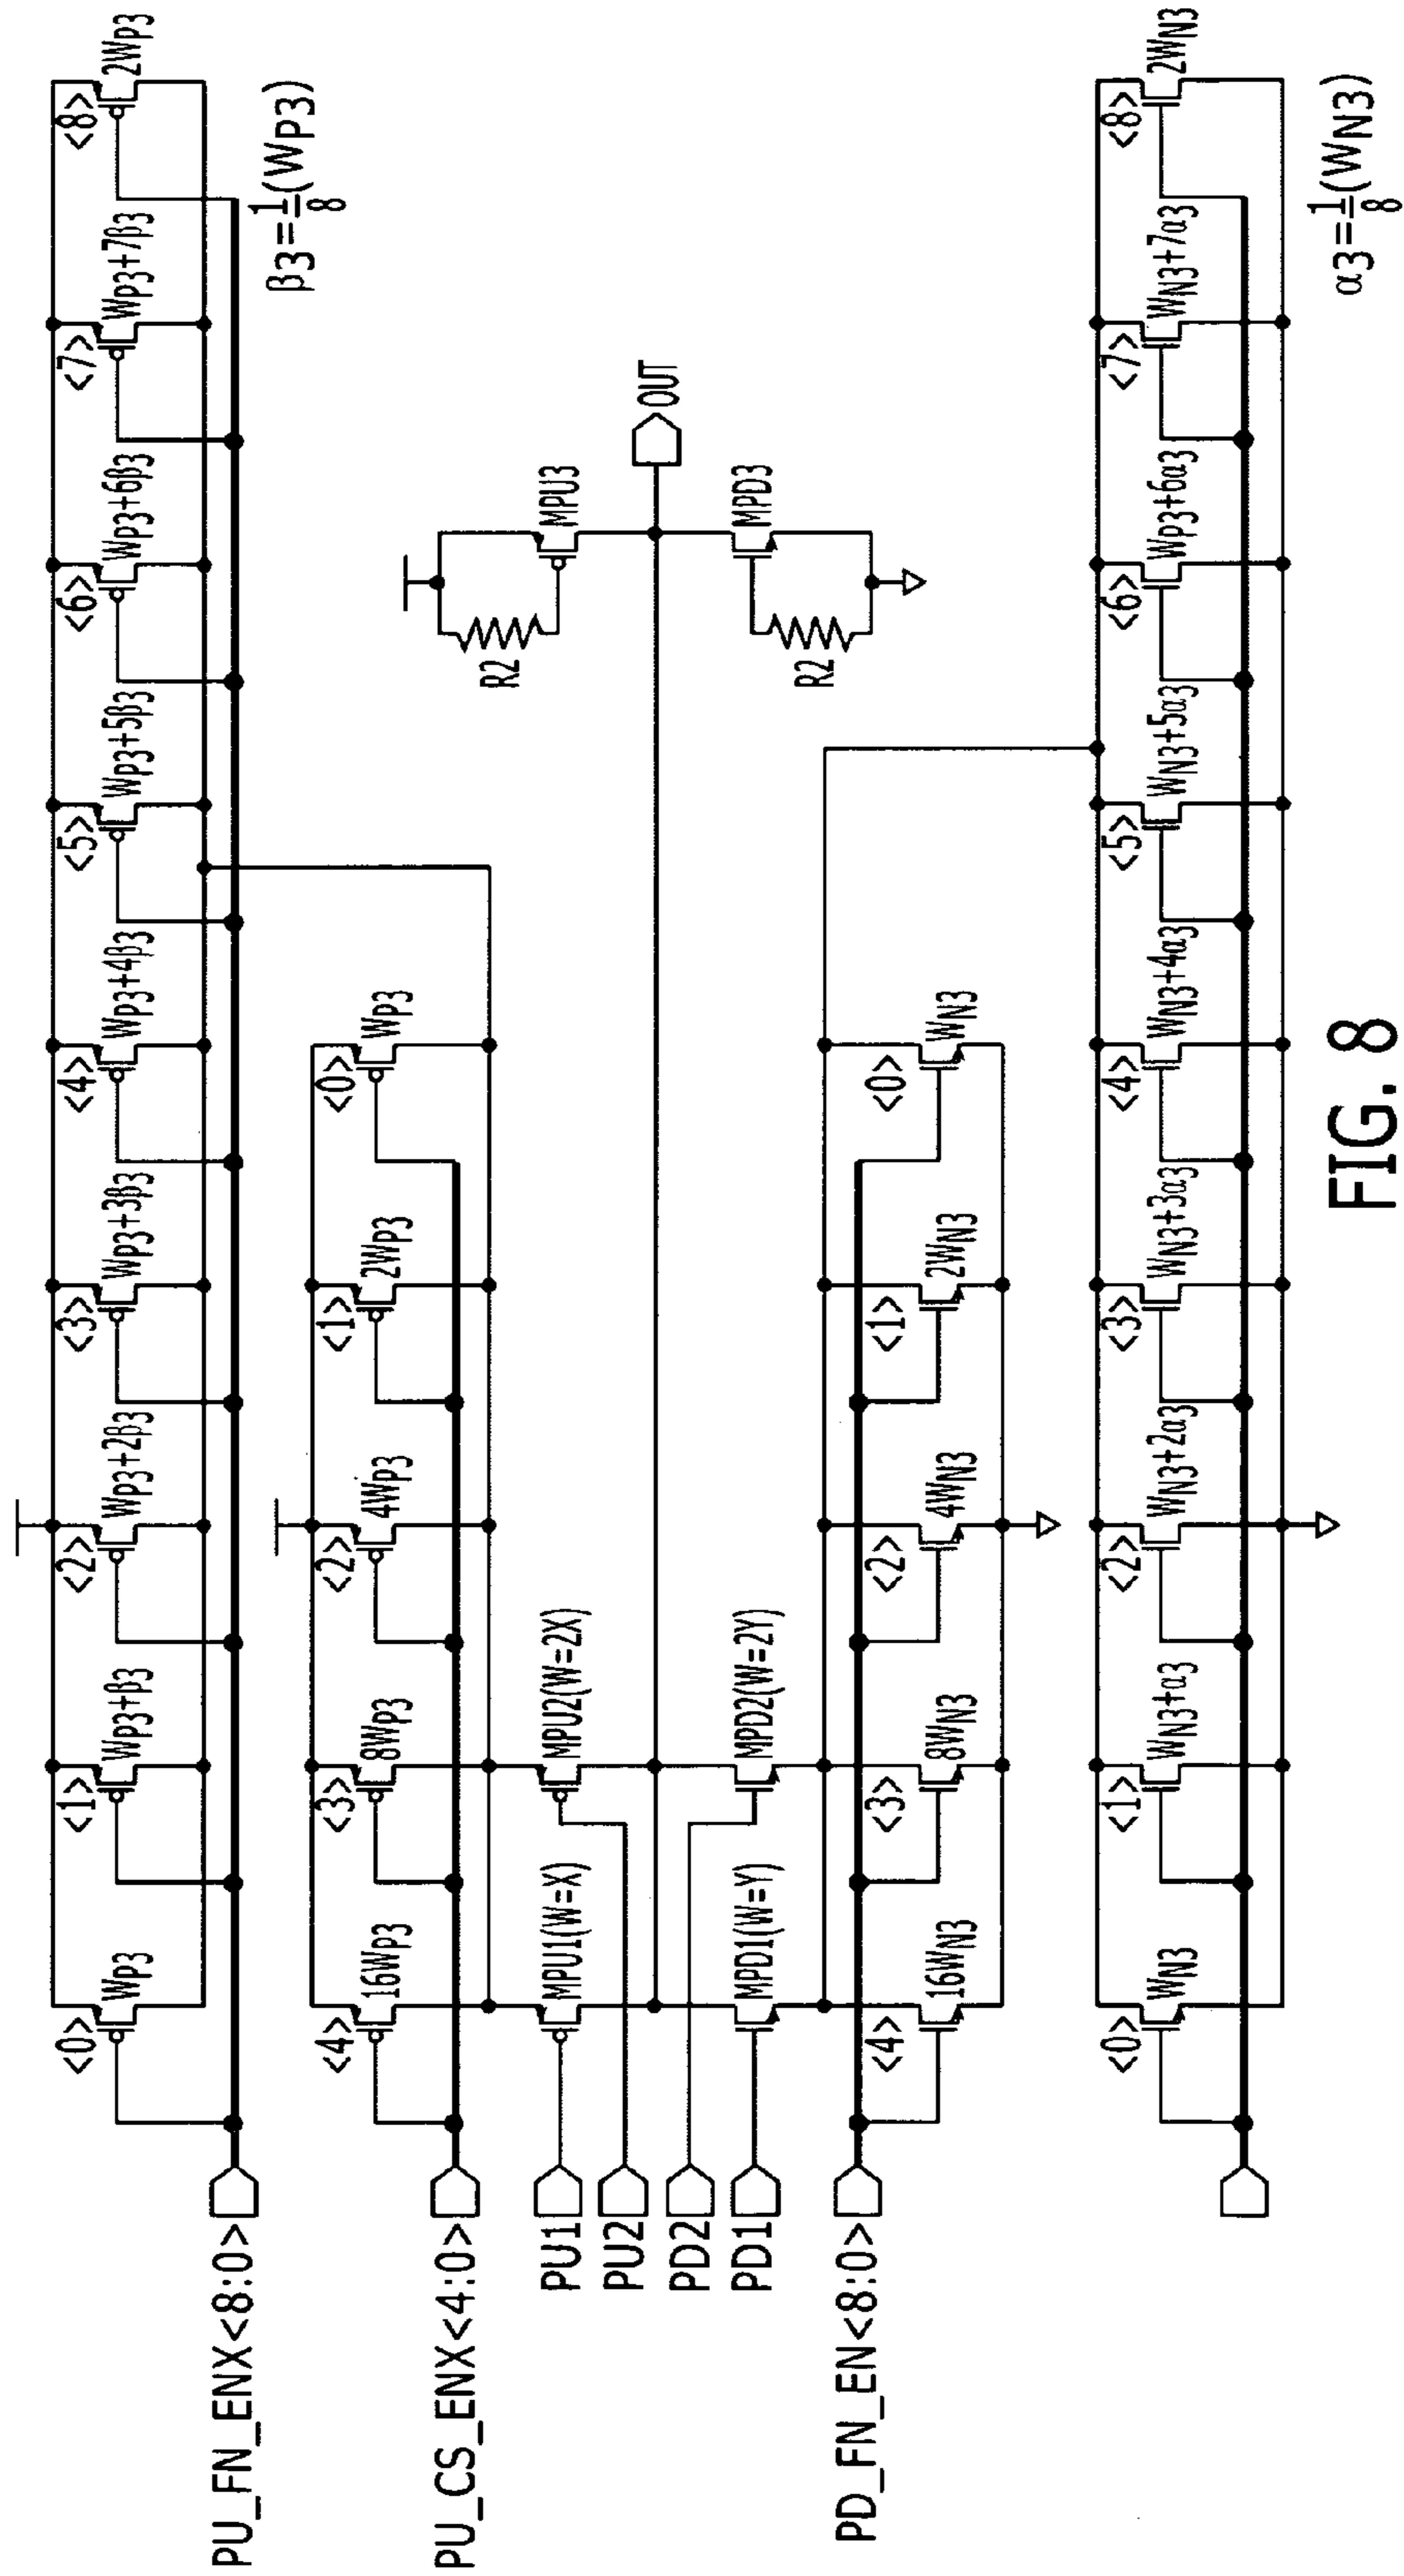 <0> <1> <2> <3> <4> <5> <6> <7> <8>
WP3 WP3+β3 WP3+2β3 WP3+3β3 WP3+4β3 WP3+5β3 WP3+6β3 WP3+7β3 2WP3
PU_FN_ENX<8:0>
β3=1/8(WP3)
<4> <3> <2> <1> <0>
16WP3 8WP3 4WP3 2WP3 WP3
PU_CS_ENX<4:0>
R2 MPU3
PU1 MPU1(W=X) MPU2(W=2X)
PU2
OUT
PD2
PD1 MPD1(W=Y) MPD2(W=2Y)
R2 MPD3
PD_FN_EN<8:0>
<4> <3> <2> <1> <0>
16WN3 8WN3 4WN3 2WN3 WN3
<0> <1> <2> <3> <4> <5> <6> <7> <8>
WN3 WN3+α3 WN3+2α3 WN3+3α3 WN3+4α3 WN3+5α3 WP3+6α3 WN3+7α3 2WN3
α3=1/8(WN3)
FIG. 8